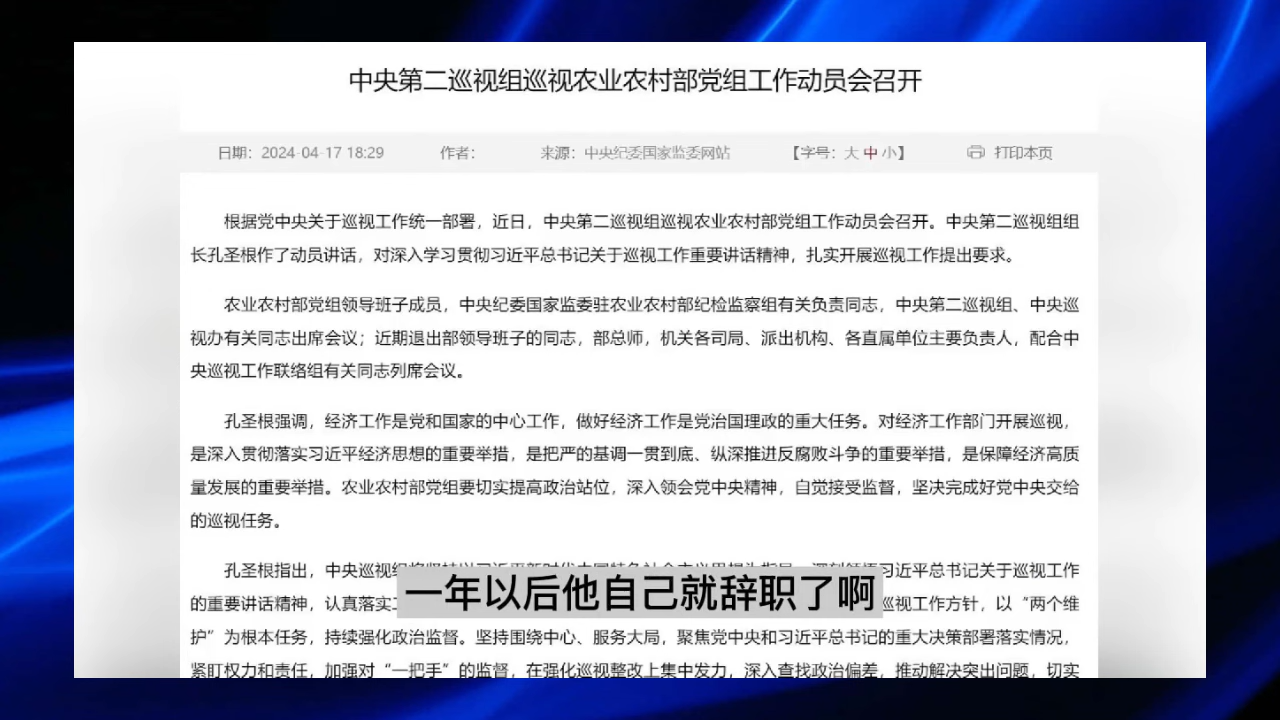 中央第二巡视组巡视农业农村部党组工作动员会召开
日期：2024-04-17 18:29 作者： 来源：中央纪委国家监委网站 【字号：大 中 小】 打印本页
根据党中央关于巡视工作统一部署，近日，中央第二巡视组巡视农业农村部党组工作动员会召开。中央第二巡视组组
长孔圣根作了动员讲话，对深入学习贯彻习近平总书记关于巡视工作重要讲话精神，扎实开展巡视工作提出要求。
农业农村部党组领导班子成员，中央纪委国家监委驻农业农村部纪检监察组有关负责同志，中央第二巡视组、中央巡
视办有关同志出席会议；近期退出部领导班子的同志，部总师，机关各司局、派出机构、各直属单位主要负责人，配合中
央巡视工作联络组有关同志列席会议。
孔圣根强调，经济工作是党和国家的中心工作，做好经济工作是党治国理政的重大任务。对经济工作部门开展巡视，
是深入贯彻落实习近平经济思想的重要举措，是把严的基调一贯到底、纵深推进反腐败斗争的重要举措，是保障经济高质
量发展的重要举措。农业农村部党组要切实提高政治站位，深入领会党中央精神，自觉接受监督，坚决完成好党中央交给
的巡视任务。
孔圣根指出，中央巡视组 习近平总书记关于巡视工作
一年以后他自己就辞职了啊
的重要讲话精神，认真落实 巡视工作方针，以“两个维
护”为根本任务，持续强化政治监督。坚持围绕中心、服务大局，聚焦党中央和习近平总书记的重大决策部署落实情况，
紧盯权力和责任，加强对“一把手”的监督，在强化巡视整改上集中发力，深入查找政治偏差，推动解决突出问题，切实